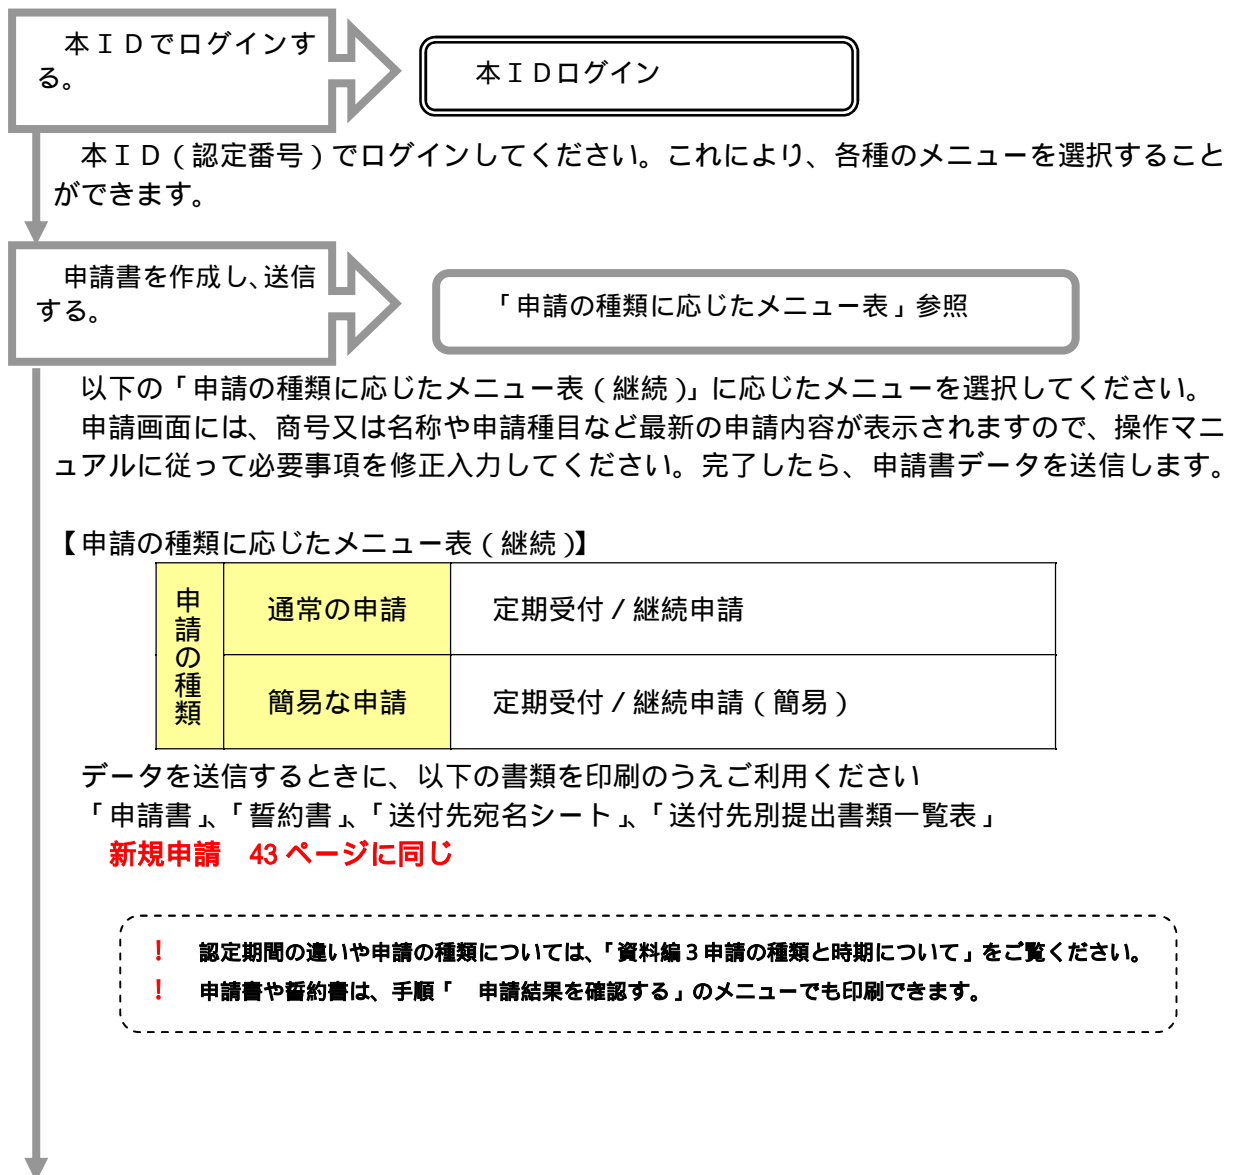 本ＩＤでログインす
る。
本ＩＤログイン
本ＩＤ（認定番号）でログインしてください。これにより、各種のメニューを選択すること
ができます。
申請書を作成し、送信
する。
「申請の種類に応じたメニュー表」参照
以下の「申請の種類に応じたメニュー表（継続）」に応じたメニューを選択してください。
申請画面には、商号又は名称や申請種目など最新の申請内容が表示されますので、操作マニ
ュアルに従って必要事項を修正入力してください。完了したら、申請書データを送信します。
【申請の種類に応じたメニュー表（継続）】
申請の種類
通常の申請
定期受付／継続申請
簡易な申請
定期受付／継続申請（簡易）
データを送信するときに、以下の書類を印刷のうえご利用ください
「申請書」、「誓約書」、「送付先宛名シート」、「送付先別提出書類一覧表」
新規申請　43ページに同じ
！　認定期間の違いや申請の種類については、「資料編３申請の種類と時期について」をご覧ください。
！　申請書や誓約書は、手順「　申請結果を確認する」のメニューでも印刷できます。